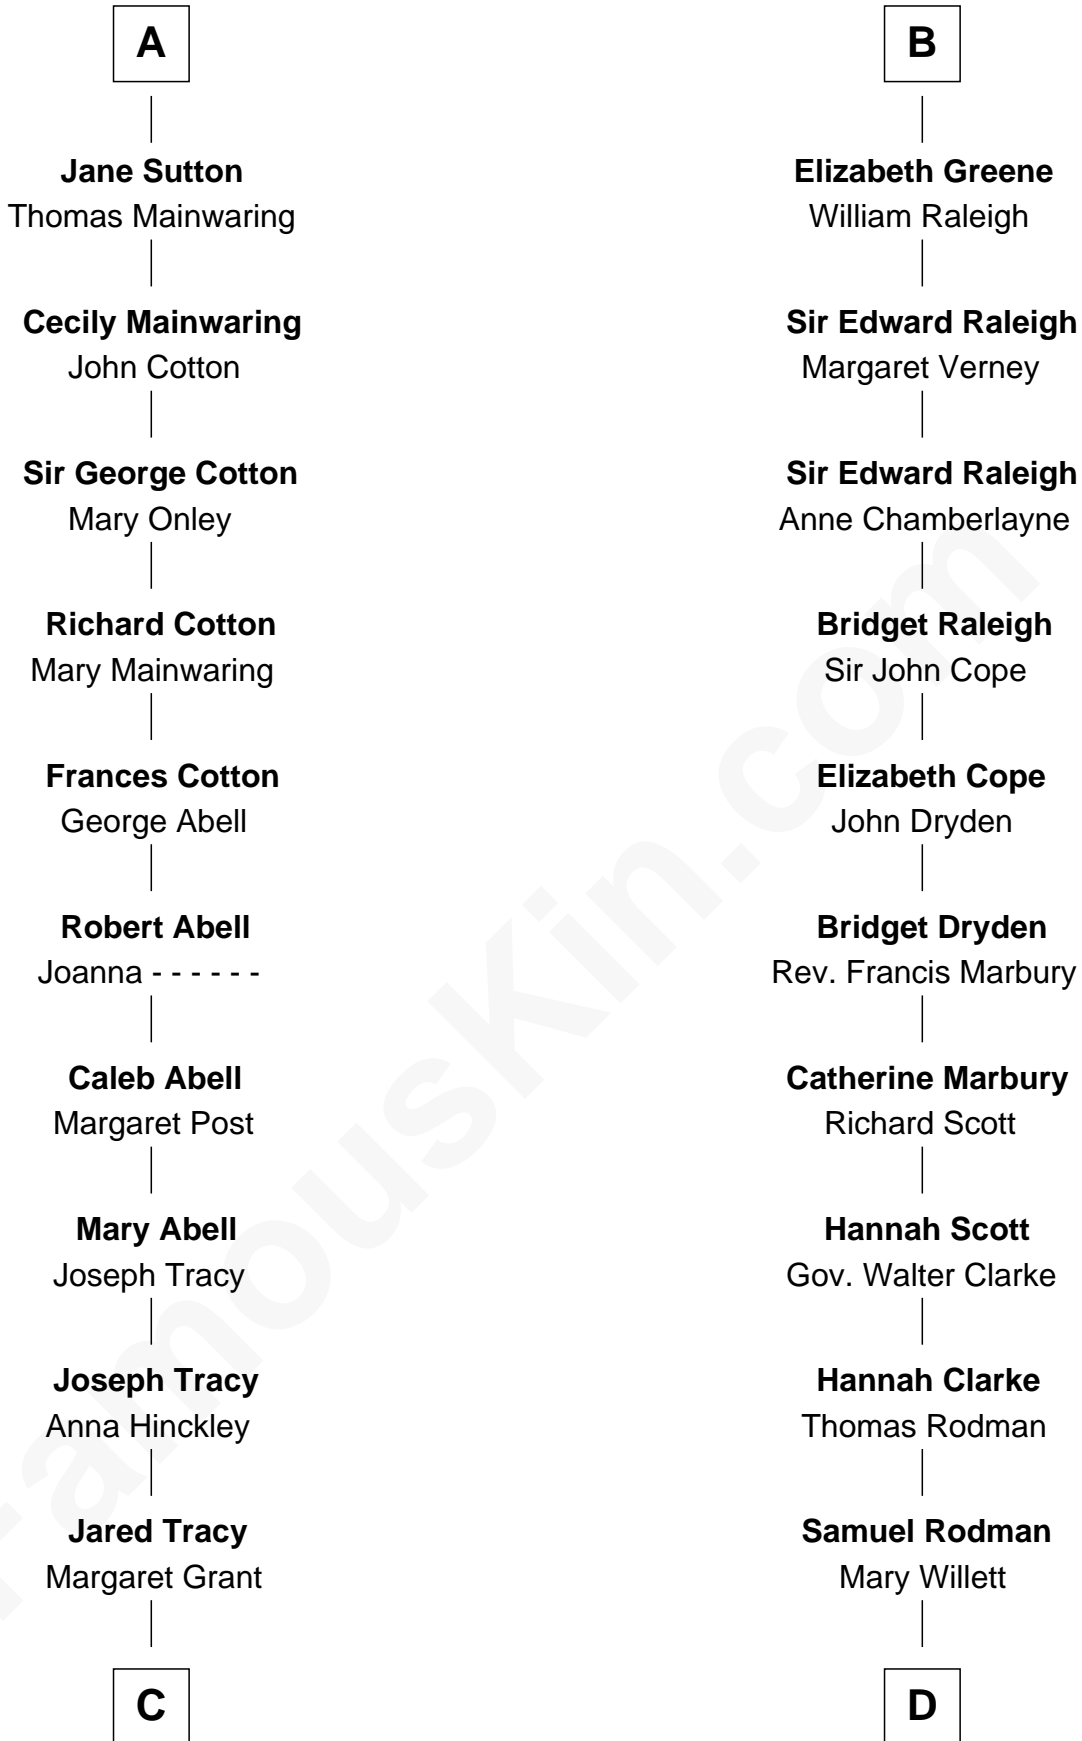 A
Jane Sutton
Thomas Mainwaring
Cecily Mainwaring
John Cotton
Sir George Cotton
Mary Onley
Richard Cotton
Mary Mainwaring
Frances Cotton
George Abell
Robert Abell
Joanna - - - - - -
Caleb Abell
Margaret Post
Mary Abell
Joseph Tracy
Joseph Tracy
Anna Hinckley
Jared Tracy
Margaret Grant
C
B
Elizabeth Greene
William Raleigh
Sir Edward Raleigh
Margaret Verney
Sir Edward Raleigh
Anne Chamberlayne
Bridget Raleigh
Sir John Cope
Elizabeth Cope
John Dryden
Bridget Dryden
Rev. Francis Marbury
Catherine Marbury
Richard Scott
Hannah Scott
Gov. Walter Clarke
Hannah Clarke
Thomas Rodman
Samuel Rodman
Mary Willett
D
FamousKin.com